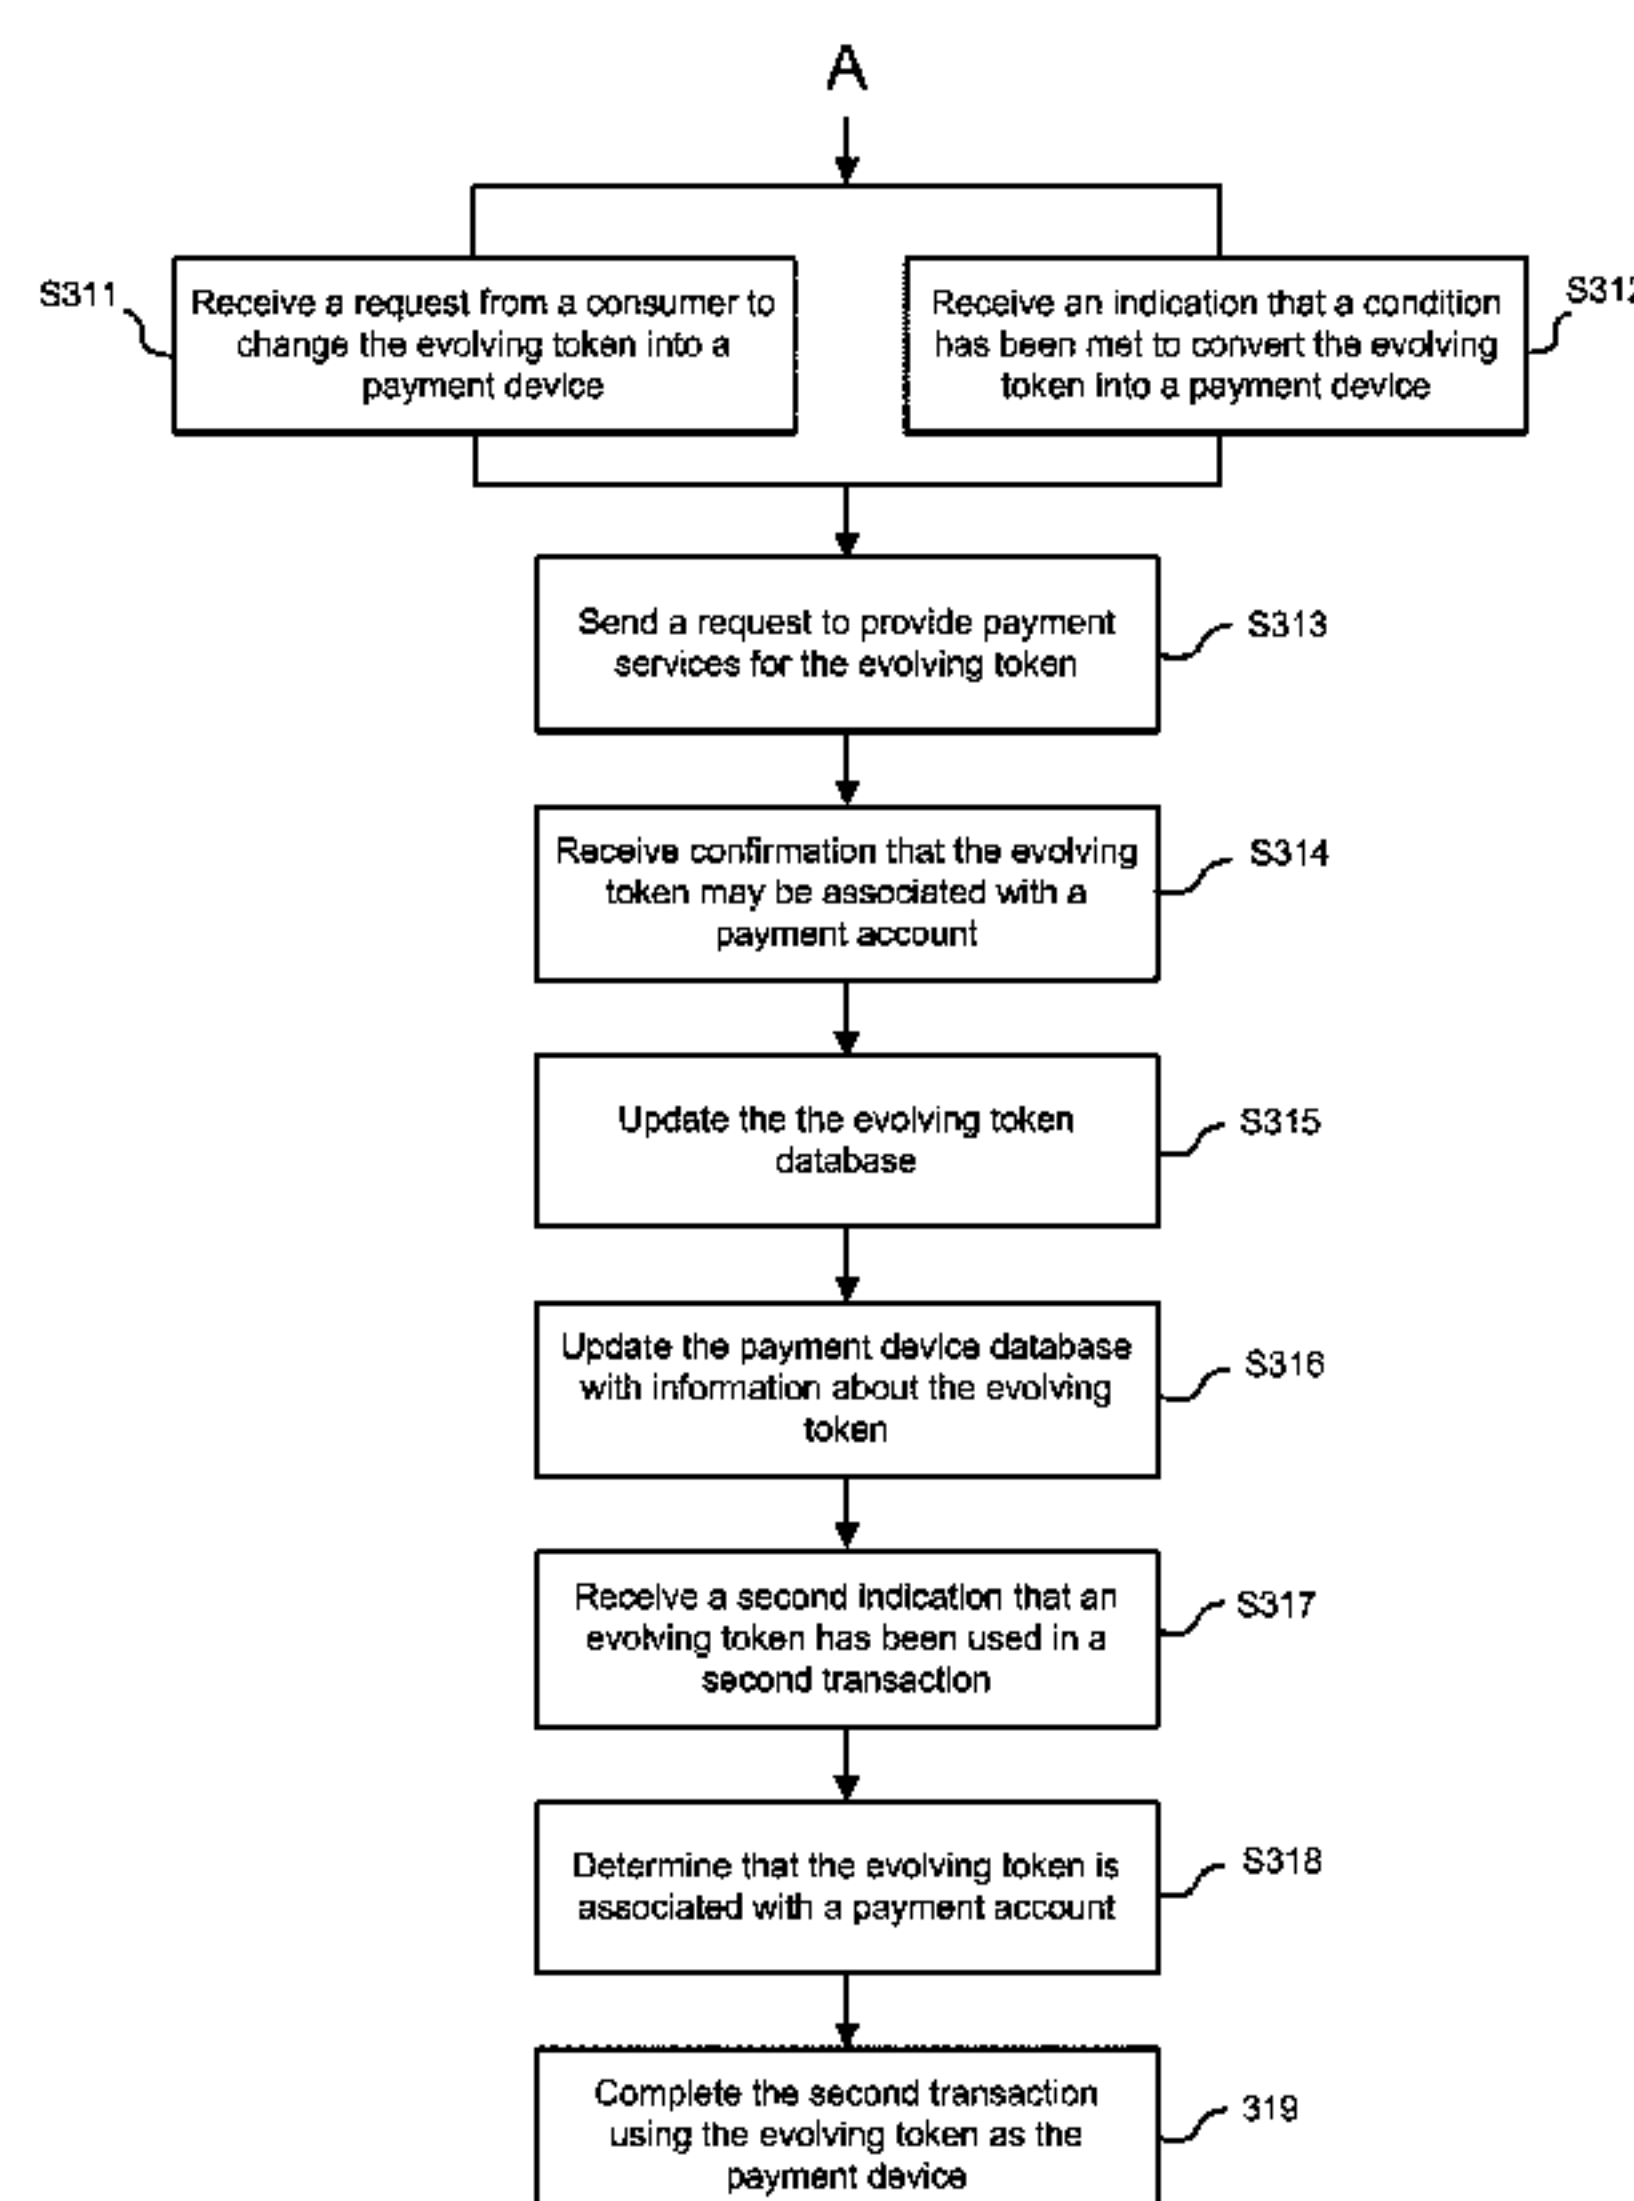 A
S311
Receive a request from a consumer to
change the evolving token into a
payment device
Receive an indication that a condition
has been met to convert the evolving
token into a payment device
S312
Send a request to provide payment
services for the evolving token
S313
Receive confirmation that the evolving
token may be associated with a
payment account
S314
Update the the evolving token
database
S315
Update the payment device database
with information about the evolving
token
S316
Receive a second indication that an
evolving token has been used in a
second transaction
S317
Determine that the evolving token is
associated with a payment account
S318
Complete the second transaction
using the evolving token as the
payment device
319